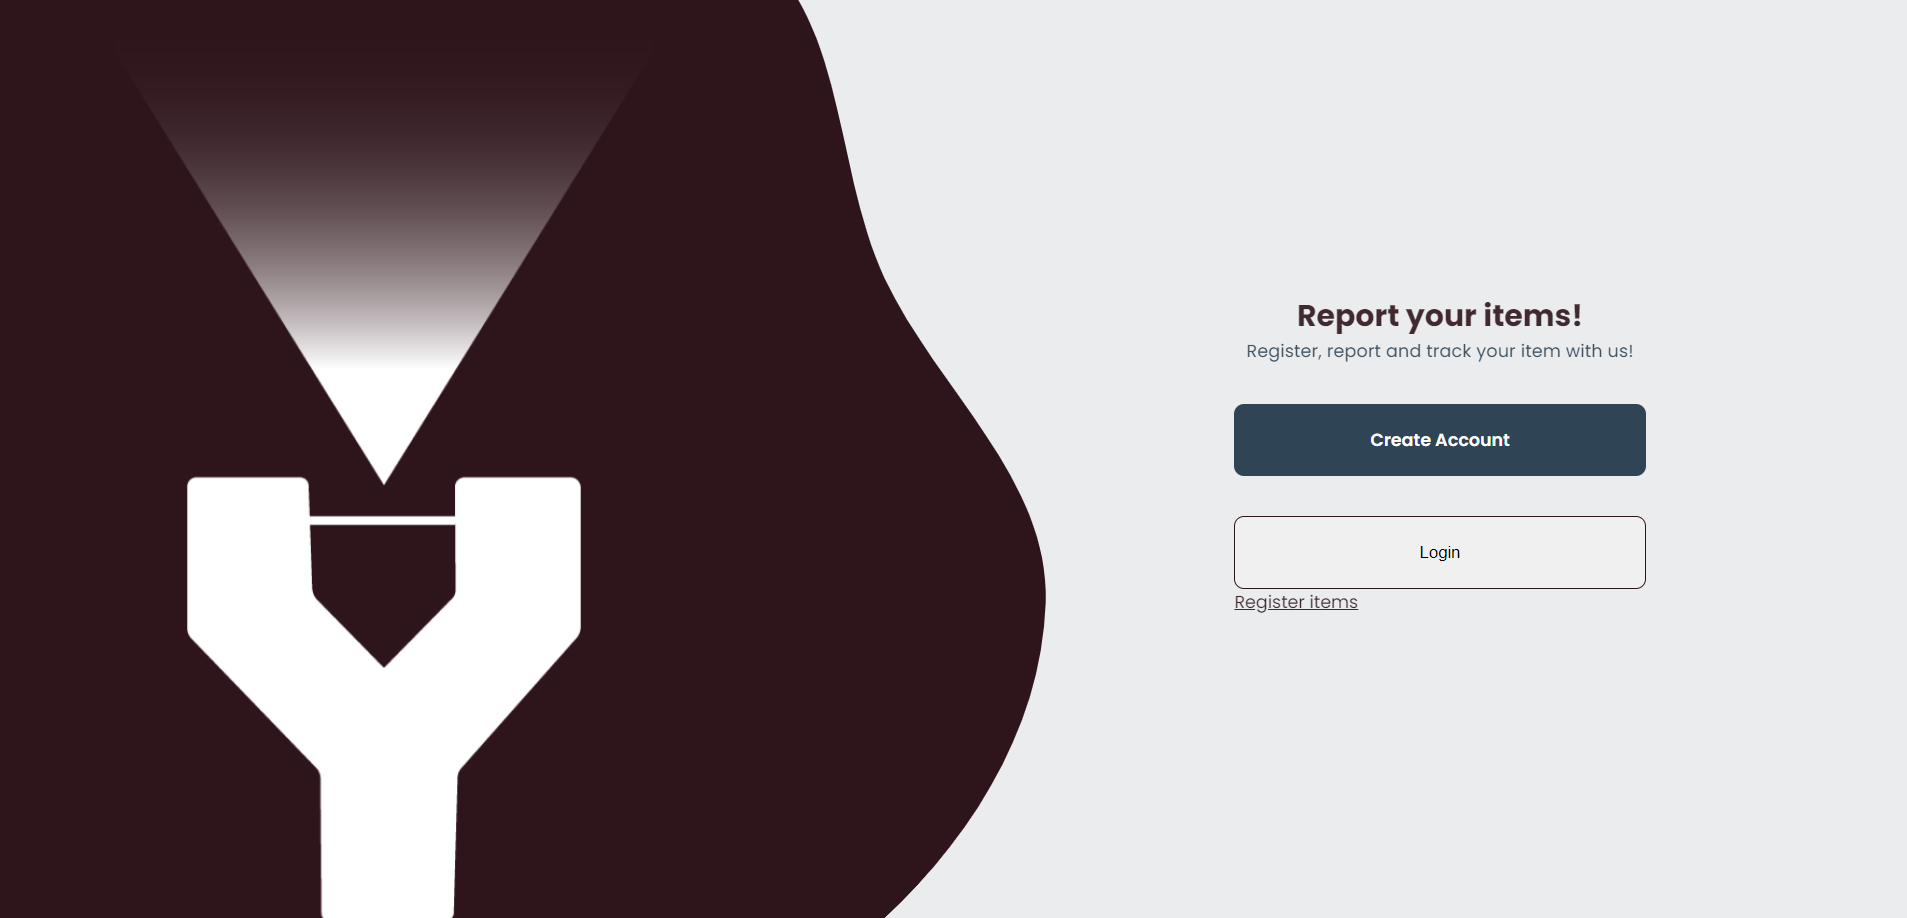 Report your items!
Register, report and track your item with us!
Create Account
Login
Register items